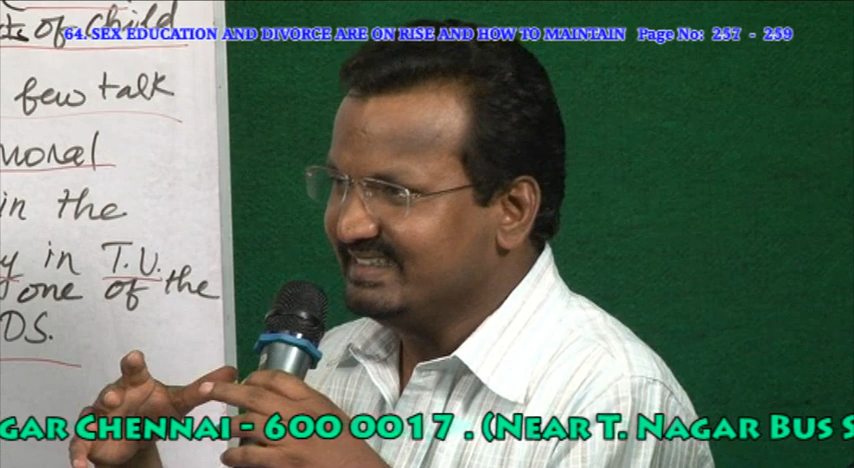 64. SEX EDUCATION AND DIVORCE ARE ON RISE AND HOW TO MAINTAIN Page No: 257 - 259
of child
few talk
moral
in the
y in T.V.
one of the
DS.
GAR CHENNAI - 600 0017 . (NEAR T. NAGAR BUS S